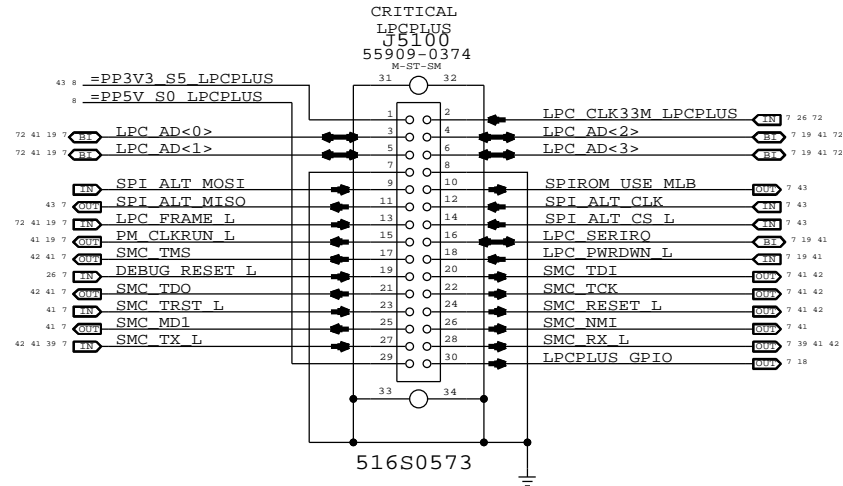 CRITICAL
LPCPLUS
J5100
55909-0374
M-ST-SM
31 32
43 8 =PP3V3_S5_LPCPLUS
8 =PP5V_S0_LPCPLUS
1 2 LPC_CLK33M_LPCPLUS IN 7 26 72
72 41 19 7 BI LPC_AD<0> 3 4 LPC_AD<2> BI 7 19 41 72
72 41 19 7 BI LPC_AD<1> 5 6 LPC_AD<3> BI 7 19 41 72
7 8
IN SPI_ALT_MOSI 9 10 SPIROM_USE_MLB OUT 7 43
43 7 OUT SPI_ALT_MISO 11 12 SPI_ALT_CLK IN 7 43
72 41 19 7 IN LPC_FRAME_L 13 14 SPI_ALT_CS_L IN 7 43
41 19 7 OUT PM_CLKRUN_L 15 16 LPC_SERIRQ BI 7 19 41
42 41 7 OUT SMC_TMS 17 18 LPC_PWRDWN_L IN 7 19 41
26 7 IN DEBUG_RESET_L 19 20 SMC_TDI OUT 7 41 42
42 41 7 OUT SMC_TDO 21 22 SMC_TCK OUT 7 41 42
41 7 IN SMC_TRST_L 23 24 SMC_RESET_L OUT 7 41 42
41 7 OUT SMC_MD1 25 26 SMC_NMI OUT 7 41
42 41 39 7 IN SMC_TX_L 27 28 SMC_RX_L OUT 7 39 41 42
29 30 LPCPLUS_GPIO OUT 7 18
33 34
516S0573